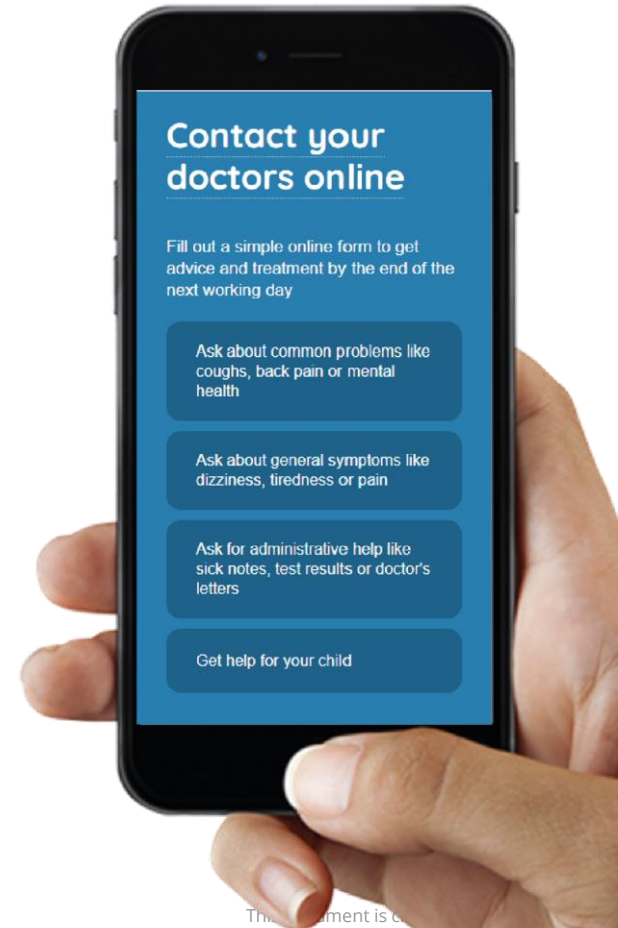 Contact your
doctors online
Fill out a simple online form to get
advice and treatment by the end of the
next working day
Ask about common problems like
coughs, back pain or mental
health
Ask about general symptoms like
dizziness, tiredness or pain
Ask for administrative help like
sick notes, test results or doctor's
letters
Get help for your child
is